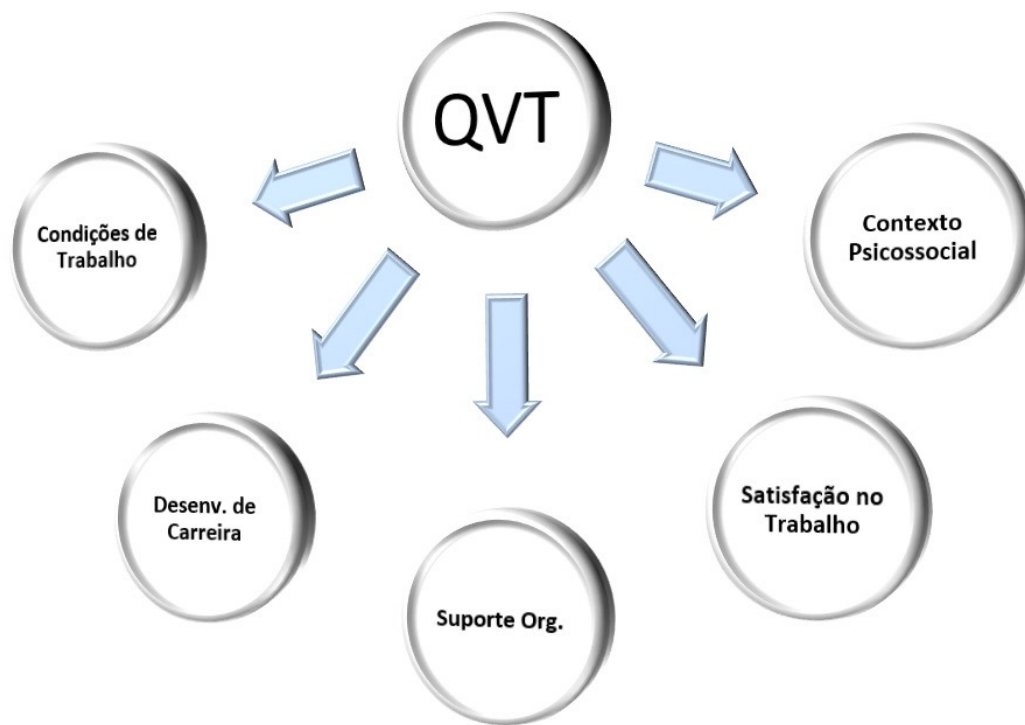 QVT
Condições de
Trabalho
Contexto
Psicossocial
Desenv. de
Carreira
Satisfação no
Trabalho
Suporte Org.